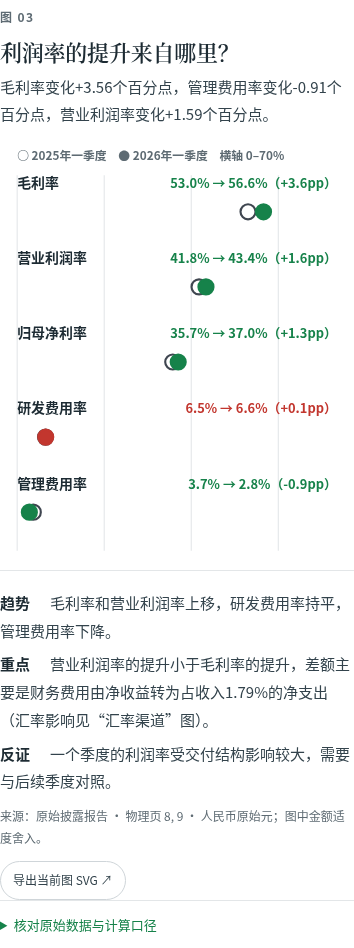 图 03
利润率的提升来自哪里？
毛利率变化+3.56个百分点，管理费用率变化-0.91个
百分点，营业利润率变化+1.59个百分点。
2025年一季度 2026年一季度 横轴 0–70%
毛利率 53.0% → 56.6%（+3.6pp）
营业利润率 41.8% → 43.4%（+1.6pp）
归母净利率 35.7% → 37.0%（+1.3pp）
研发费用率 6.5% → 6.6%（+0.1pp）
管理费用率 3.7% → 2.8%（-0.9pp）
趋势 毛利率和营业利润率上移，研发费用率持平，
管理费用率下降。
重点 营业利润率的提升小于毛利率的提升，差额主
要是财务费用由净收益转为占收入1.79%的净支出
（汇率影响见“汇率渠道”图）。
反证 一个季度的利润率受交付结构影响较大，需要
与后续季度对照。
来源：原始披露报告 · 物理页 8, 9 · 人民币原始元；图中金额适
度舍入。
导出当前图 SVG ↗
▶ 核对原始数据与计算口径